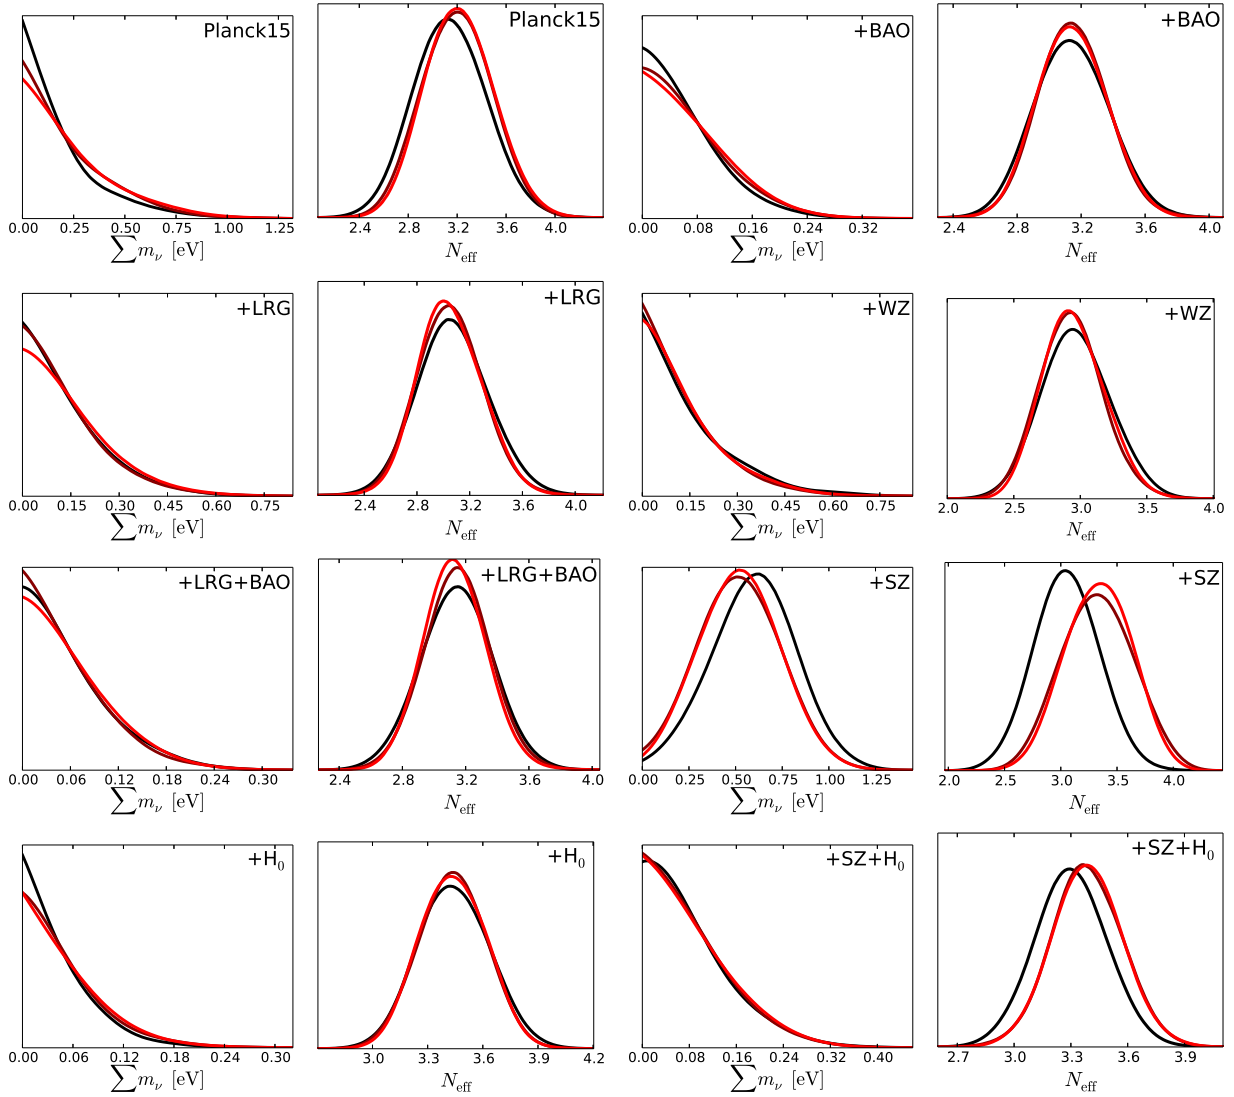 Planck15
0.00 0.25 0.50 0.75 1.00 1.25
∑ m_ν [eV]
Planck15
2.4 2.8 3.2 3.6 4.0
N_eff
+BAO
0.00 0.08 0.16 0.24 0.32
∑ m_ν [eV]
+BAO
2.4 2.8 3.2 3.6 4.0
N_eff
+LRG
0.00 0.15 0.30 0.45 0.60 0.75
∑ m_ν [eV]
+LRG
2.4 2.8 3.2 3.6 4.0
N_eff
+WZ
0.00 0.15 0.30 0.45 0.60 0.75
∑ m_ν [eV]
+WZ
2.0 2.5 3.0 3.5 4.0
N_eff
+LRG+BAO
0.00 0.06 0.12 0.18 0.24 0.30
∑ m_ν [eV]
+LRG+BAO
2.4 2.8 3.2 3.6 4.0
N_eff
+SZ
0.00 0.25 0.50 0.75 1.00 1.25
∑ m_ν [eV]
+SZ
2.0 2.5 3.0 3.5 4.0
N_eff
+H₀
0.00 0.06 0.12 0.18 0.24 0.30
∑ m_ν [eV]
+H₀
3.0 3.3 3.6 3.9 4.2
N_eff
+SZ+H₀
0.00 0.08 0.16 0.24 0.32 0.40
∑ m_ν [eV]
+SZ+H₀
2.7 3.0 3.3 3.6 3.9
N_eff